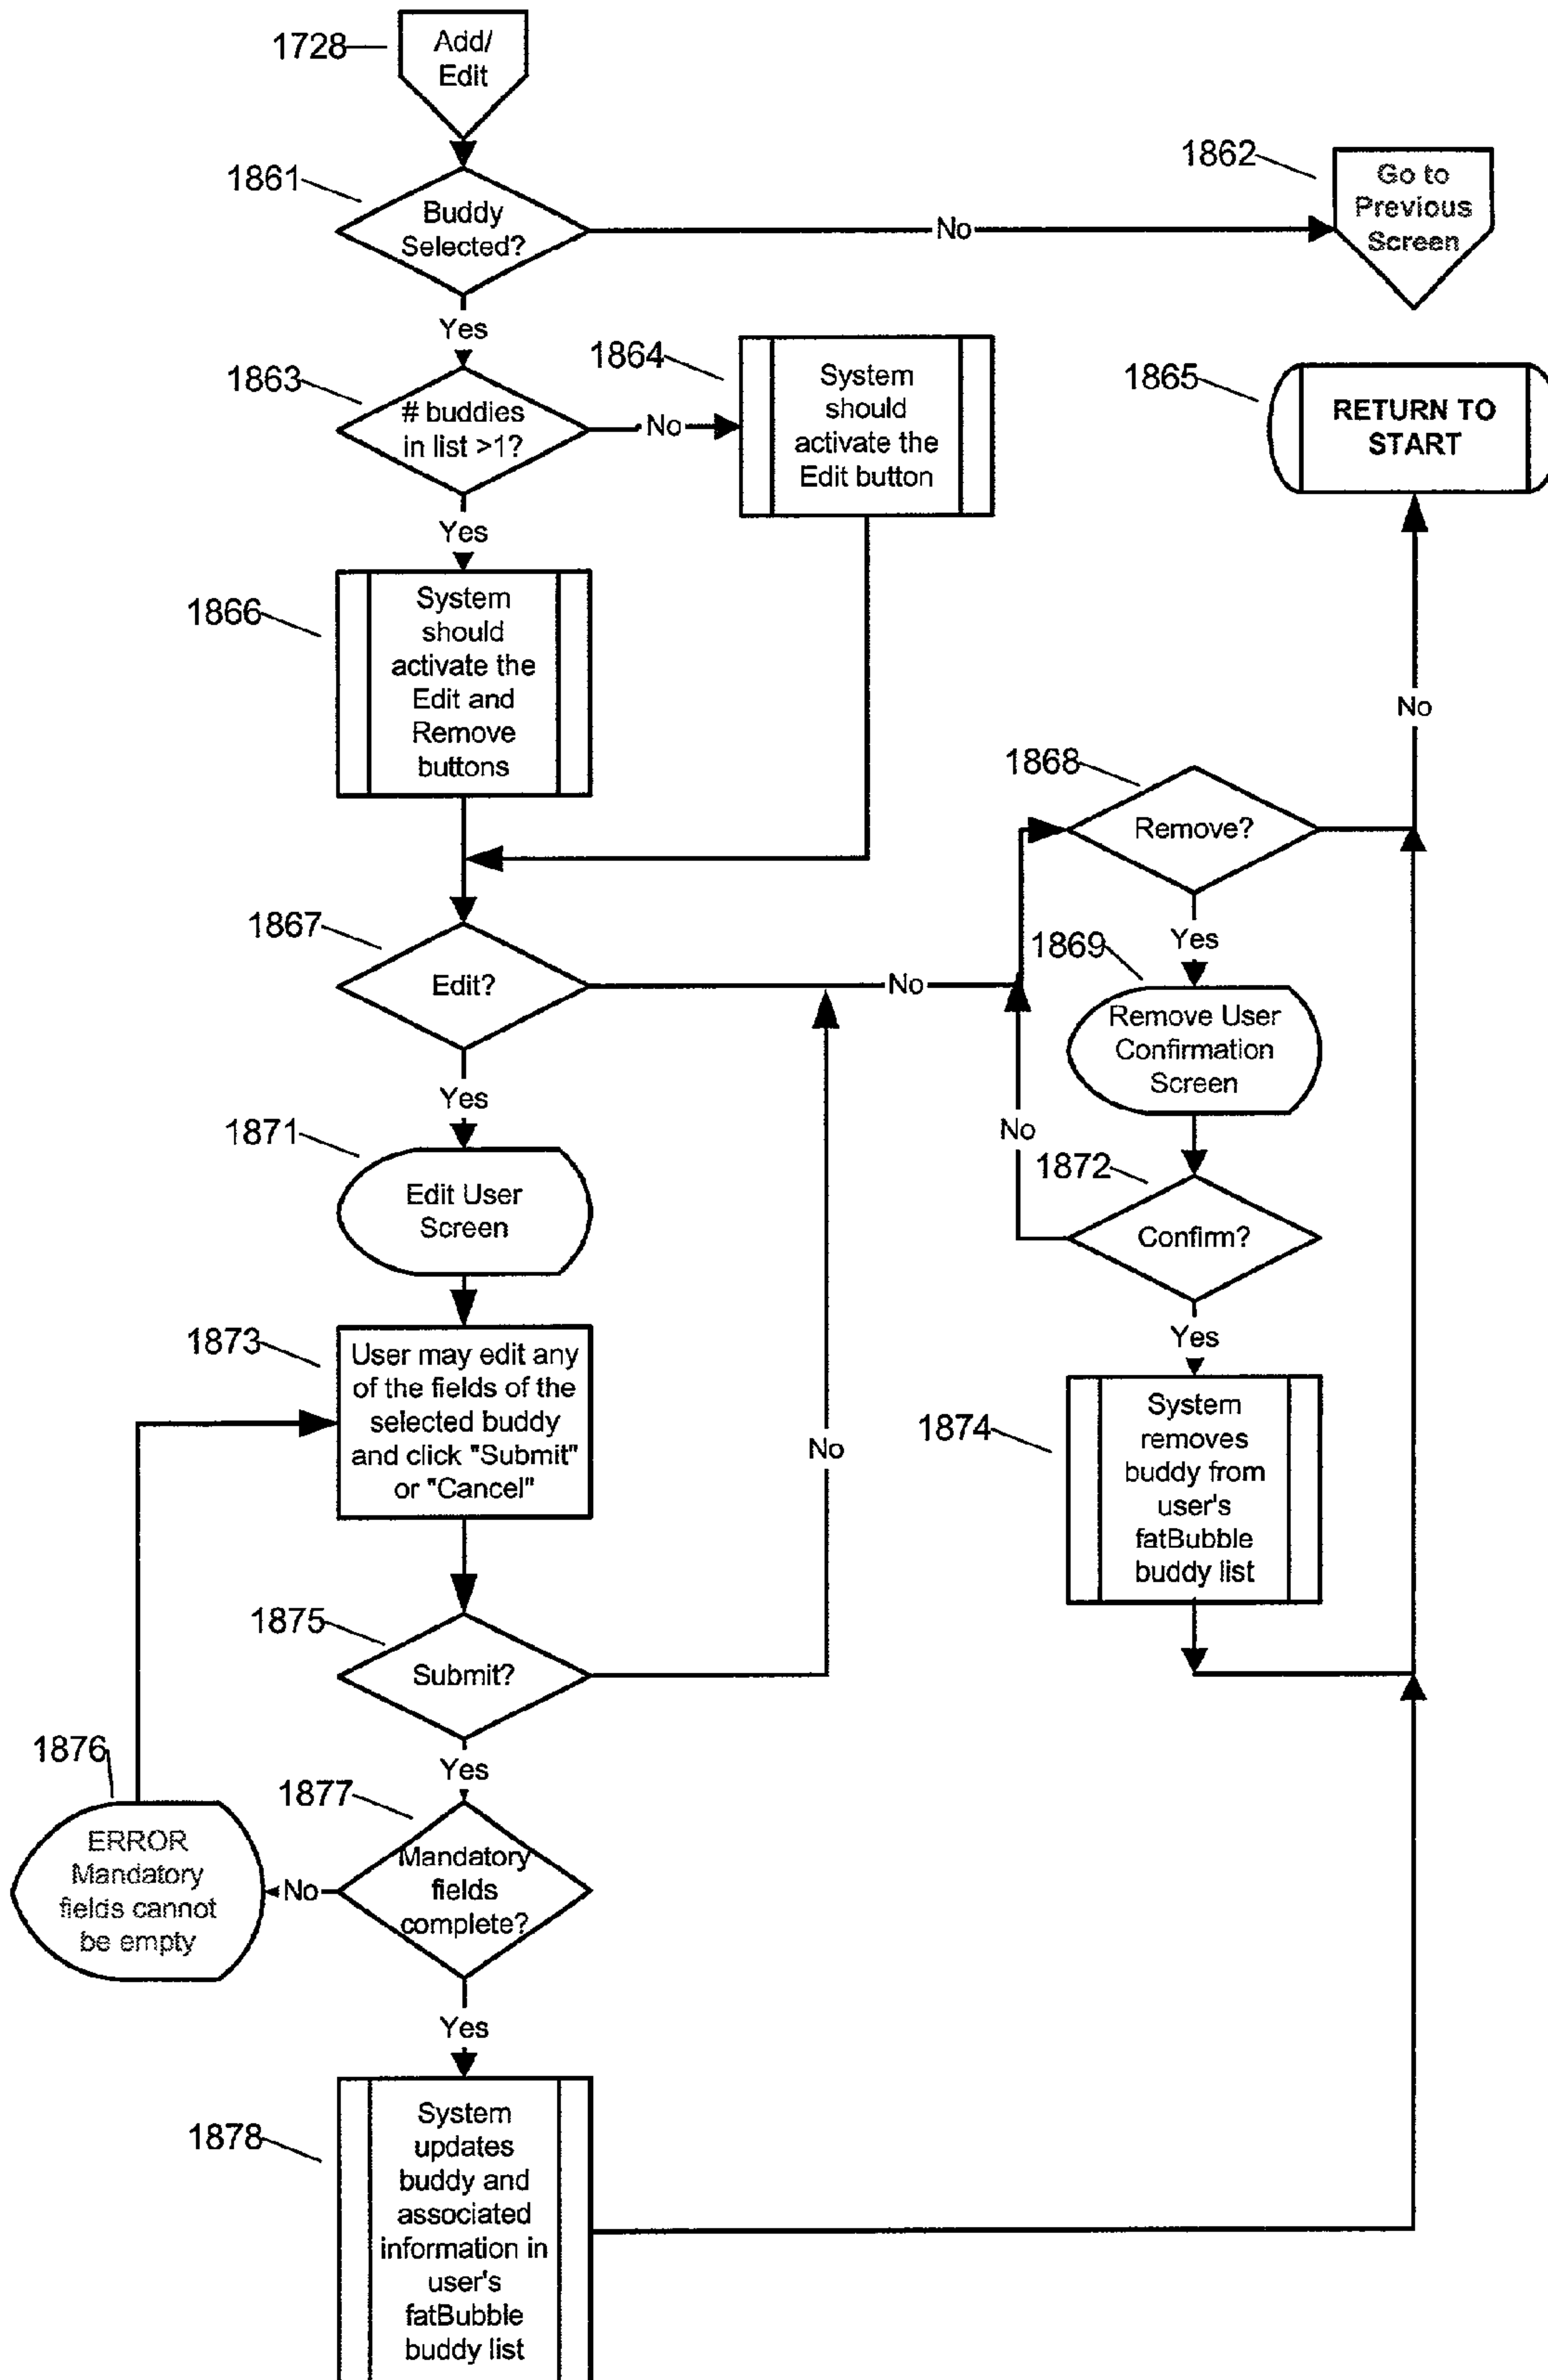 1728
Add/
Edit
1861
Buddy
Selected?
No
1862
Go to
Previous
Screen
Yes
1863
# buddies
in list >1?
No
1864
System
should
activate the
Edit button
1865
RETURN TO
START
Yes
1866
System
should
activate the
Edit and
Remove
buttons
No
1868
Remove?
1867
Edit?
No
Yes
1869
Remove User
Confirmation
Screen
Yes
1871
Edit User
Screen
No
1872
Confirm?
Yes
1873
User may edit any
of the fields of the
selected buddy
and click "Submit"
or "Cancel"
No
1874
System
removes
buddy from
user's
fatBubble
buddy list
1875
Submit?
Yes
1876
ERROR
Mandatory
fields cannot
be empty
1877
Mandatory
fields
complete?
No
Yes
1878
System
updates
buddy and
associated
information in
user's
fatBubble
buddy list